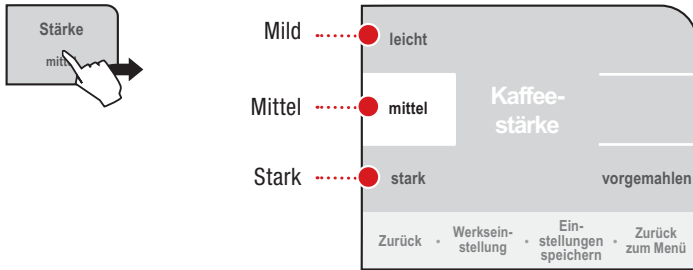 Stärke
mittel
Mild
leicht
Mittel
mittel
Kaffee-
stärke
Stark
stark
vorgemahlen
Zurück • Werksein-
stellung • Ein-
stellungen
speichern • Zurück
zum Menü